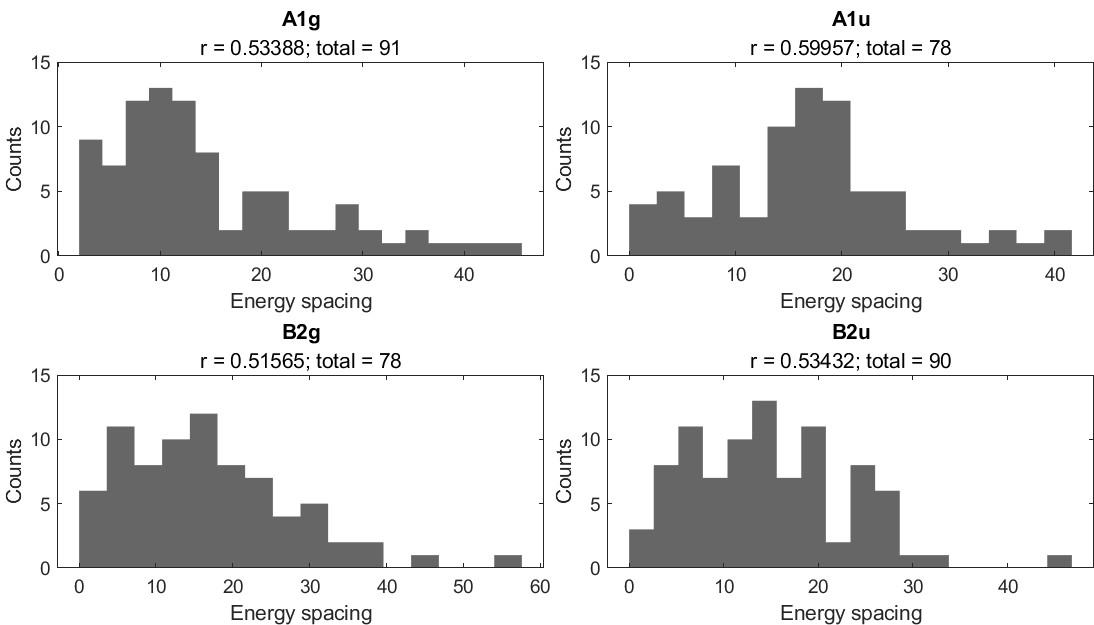 A1g
r = 0.53388; total = 91
15
10
5
0
Counts
0 10 20 30 40
Energy spacing
A1u
r = 0.59957; total = 78
15
10
5
0
Counts
0 10 20 30 40
Energy spacing
B2g
r = 0.51565; total = 78
15
10
5
0
Counts
0 10 20 30 40 50 60
Energy spacing
B2u
r = 0.53432; total = 90
15
10
5
0
Counts
0 10 20 30 40
Energy spacing